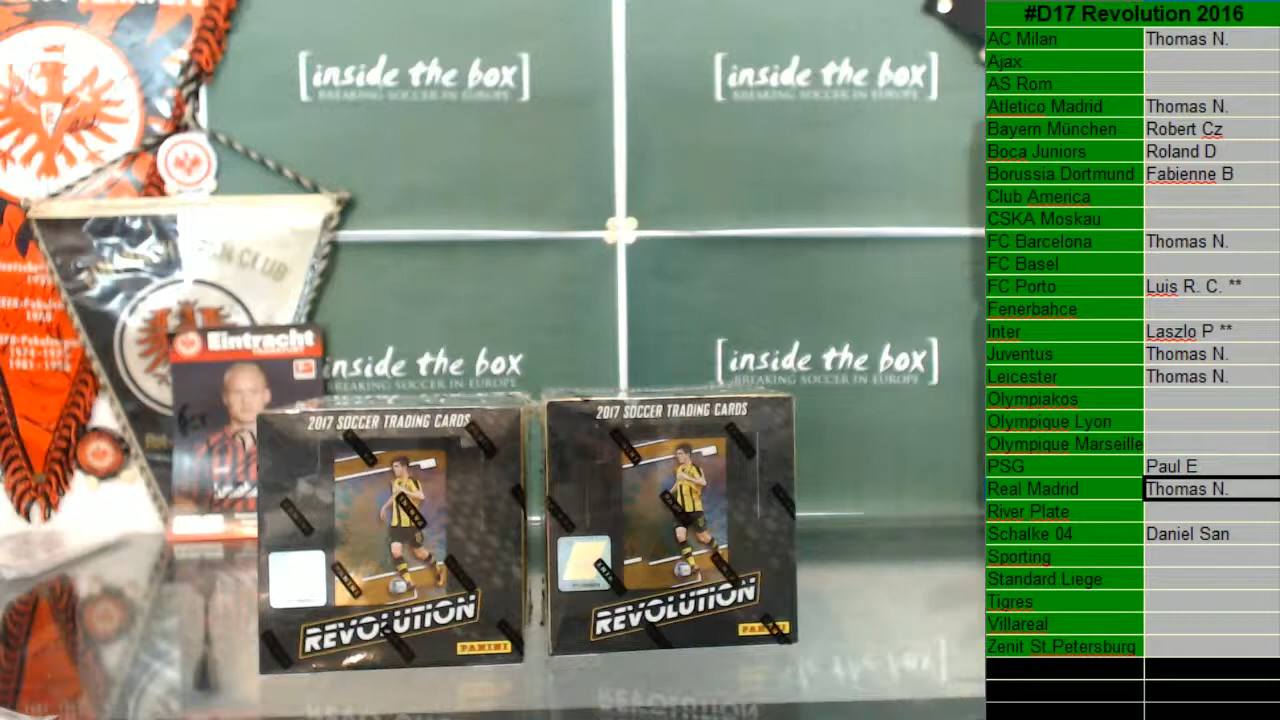 [inside the box]
BREAKING SOCCER IN EUROPE
[inside the box]
BREAKING SOCCER IN EUROPE
FAN CLUB
Eintracht
FRANKFURT
inside the box
BREAKING SOCCER IN EUROPE
[inside the box]
BREAKING SOCCER IN EUROPE
2017 SOCCER TRADING CARDS
REVOLUTION
PANINI
2017 SOCCER TRADING CARDS
REVOLUTION
PANINI
#D17 Revolution 2016
AC Milan Thomas N.
Ajax
AS Rom
Atletico Madrid Thomas N.
Bayern München Robert Cz
Boca Juniors Roland D
Borussia Dortmund Fabienne B
Club America
CSKA Moskau
FC Barcelona Thomas N.
FC Basel
FC Porto Luis R. C. **
Fenerbahce
Inter Laszlo P **
Juventus Thomas N.
Leicester Thomas N.
Olympiakos
Olympique Lyon
Olympique Marseille
PSG Paul E
Real Madrid Thomas N.
River Plate
Schalke 04 Daniel San
Sporting
Standard Liege
Tigres
Villareal
Zenit St.Petersburg